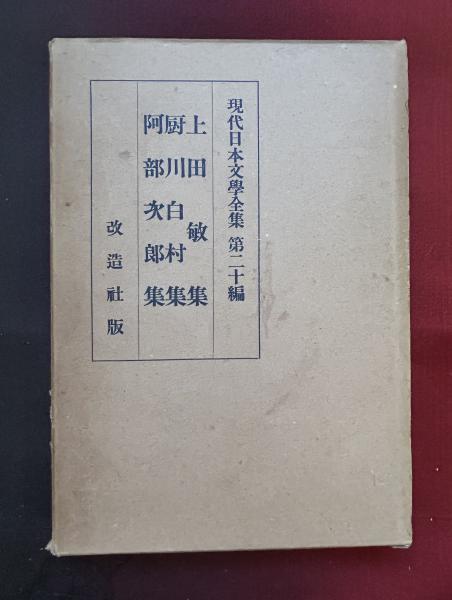 現代日本文學全集 第二十編
上田敏集
厨川白村集
阿部次郎集
改造社版